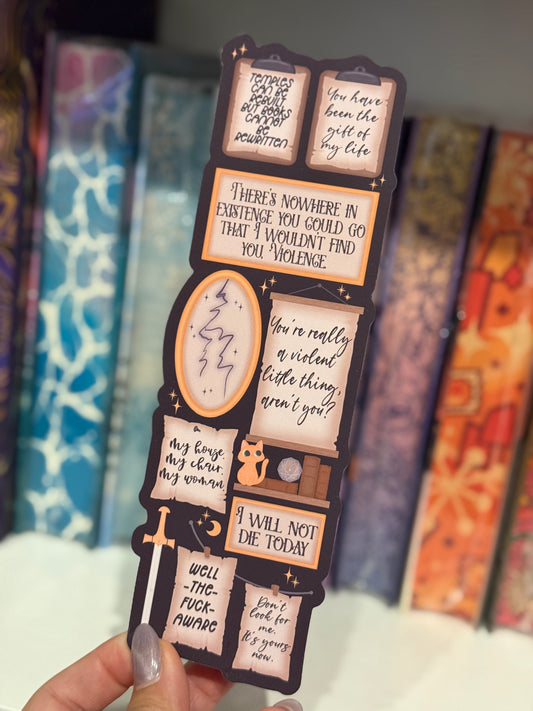 TEMPLES
CAN BE
REBUILT
BUT BOOKS
CANNOT
BE
REWRITTEN
You have
been the
gift of
my life
THERE'S NOWHERE IN
EXISTENCE YOU COULD GO
THAT I WOULDN'T FIND
YOU, VIOLENCE.
You're really
a violent
little thing,
aren't you?
My house.
My chair.
My woman
I WILL NOT
DIE TODAY
WELL
-THE-
FUCK-
AWARE
Don't
look for
me.
It's yours
now.